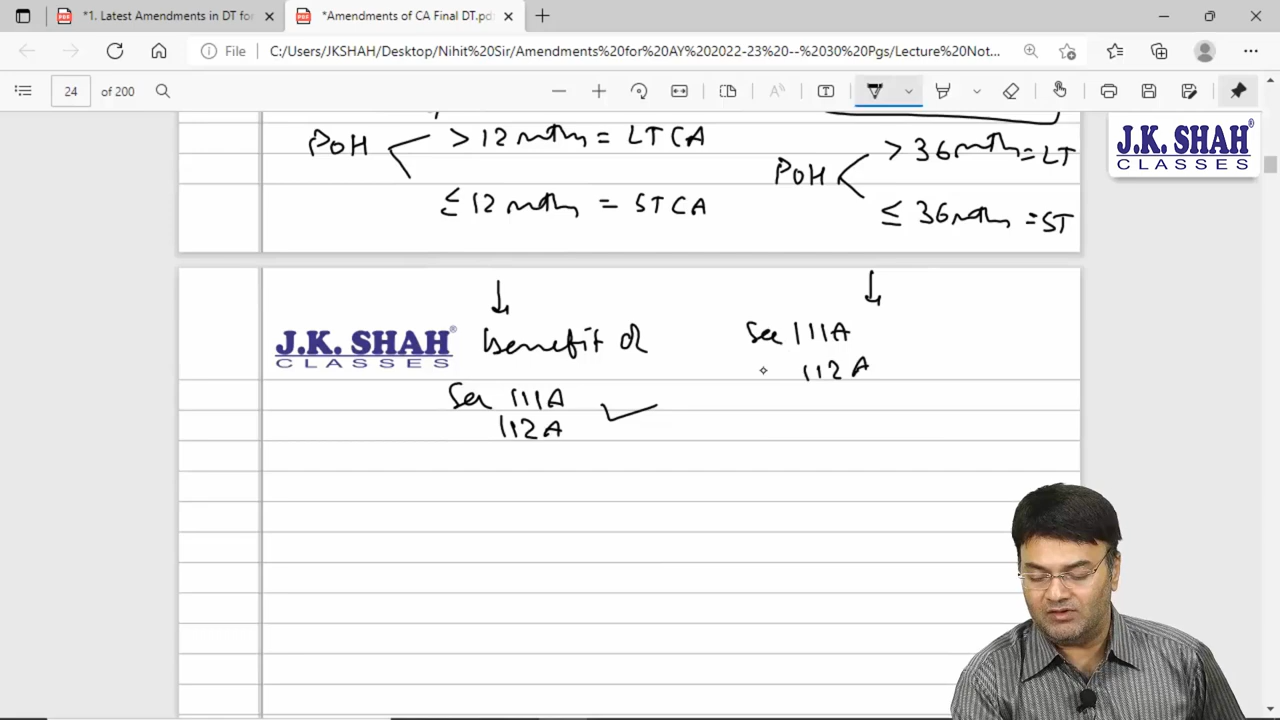 *1. Latest Amendments in DT for
*Amendments of CA Final DT.pd
File
C:/Users/JKSHAH/Desktop/Nihit%20Sir/Amendments%20for%20AY%202022-23%20--%2030%20Pgs/Lecture%20Not...
24 of 200
J.K. SHAH®
CLASSES
POH
> 12 mths = LTCA
≤ 12 mths = STCA
POH
> 36 mths = LT
≤ 36 mths = ST
J.K. SHAH®
CLASSES
benefit of
Sec 111A
112A
Sec 111A
112A